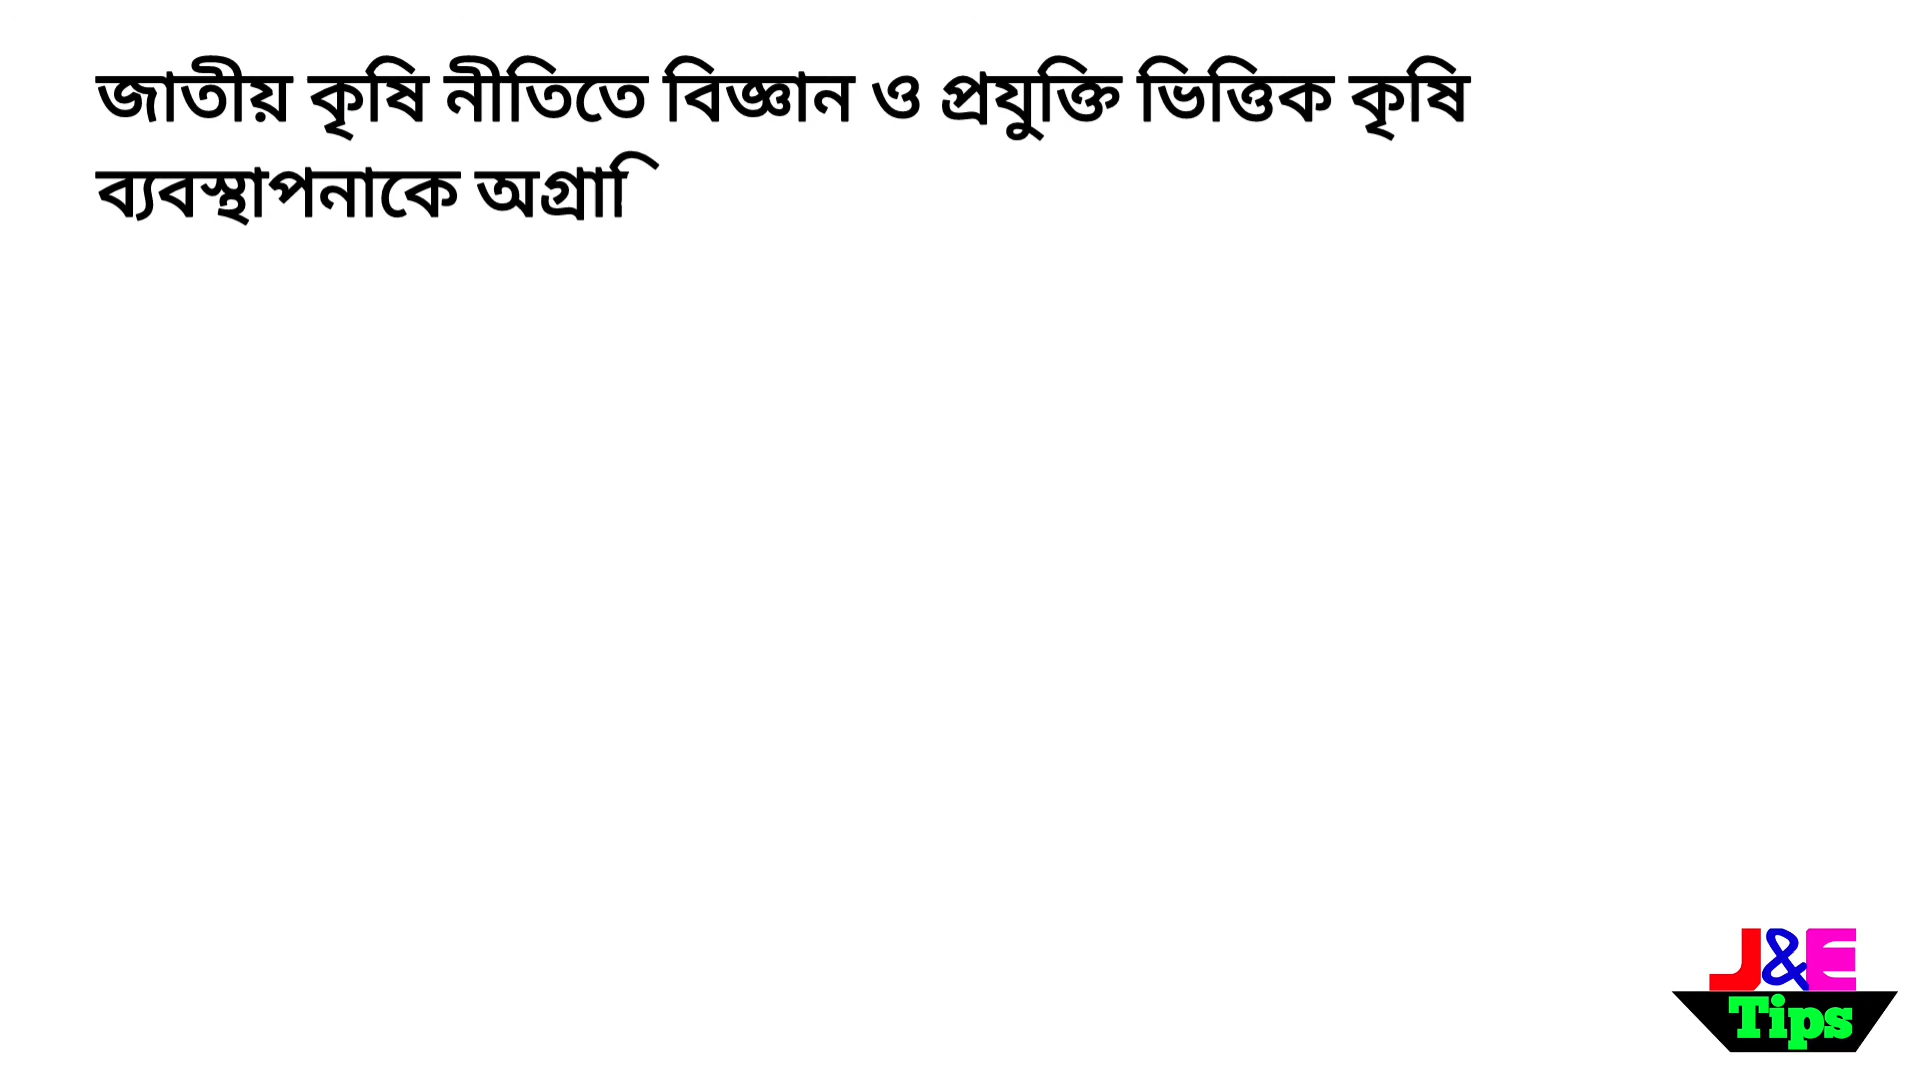 জাতীয় কৃষি নীতিতে বিজ্ঞান ও প্রযুক্তি ভিত্তিক কৃষি
ব্যবস্থাপনাকে অগ্রাি
J&E
Tips